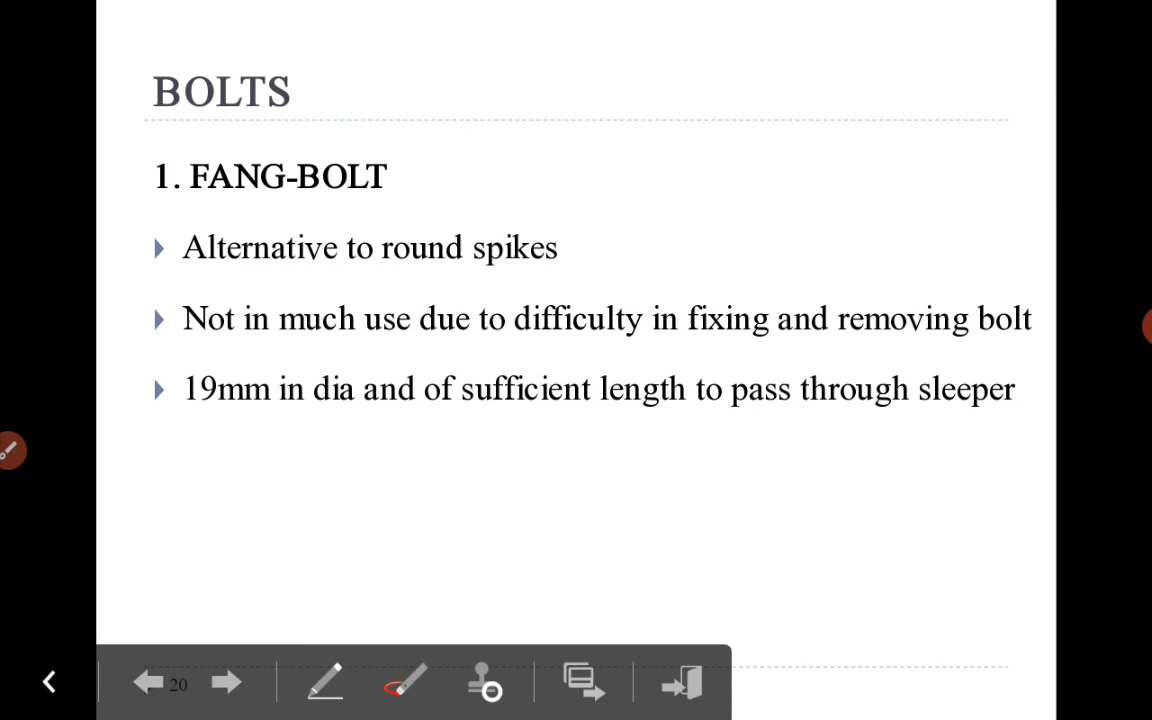 BOLTS
1. FANG-BOLT
Alternative to round spikes
Not in much use due to difficulty in fixing and removing bolt
19mm in dia and of sufficient length to pass through sleeper
20